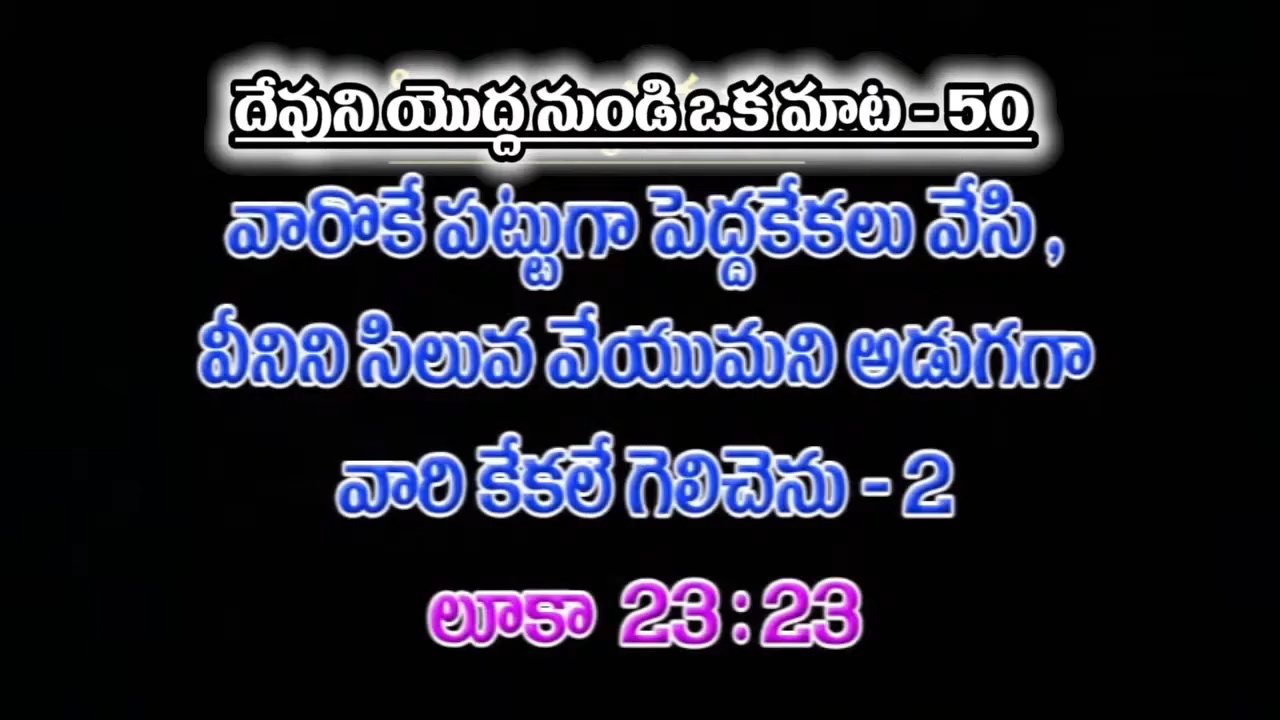 దేవుని యొద్ద నుండి ఒక మాట - 50
వారొకే పట్టుగా పెద్దకేకలు వేసి ,
వీనిని సిలువ వేయుమని అడుగగా
వారి కేకలే గెలిచెను - 2
లూకా 23 : 23